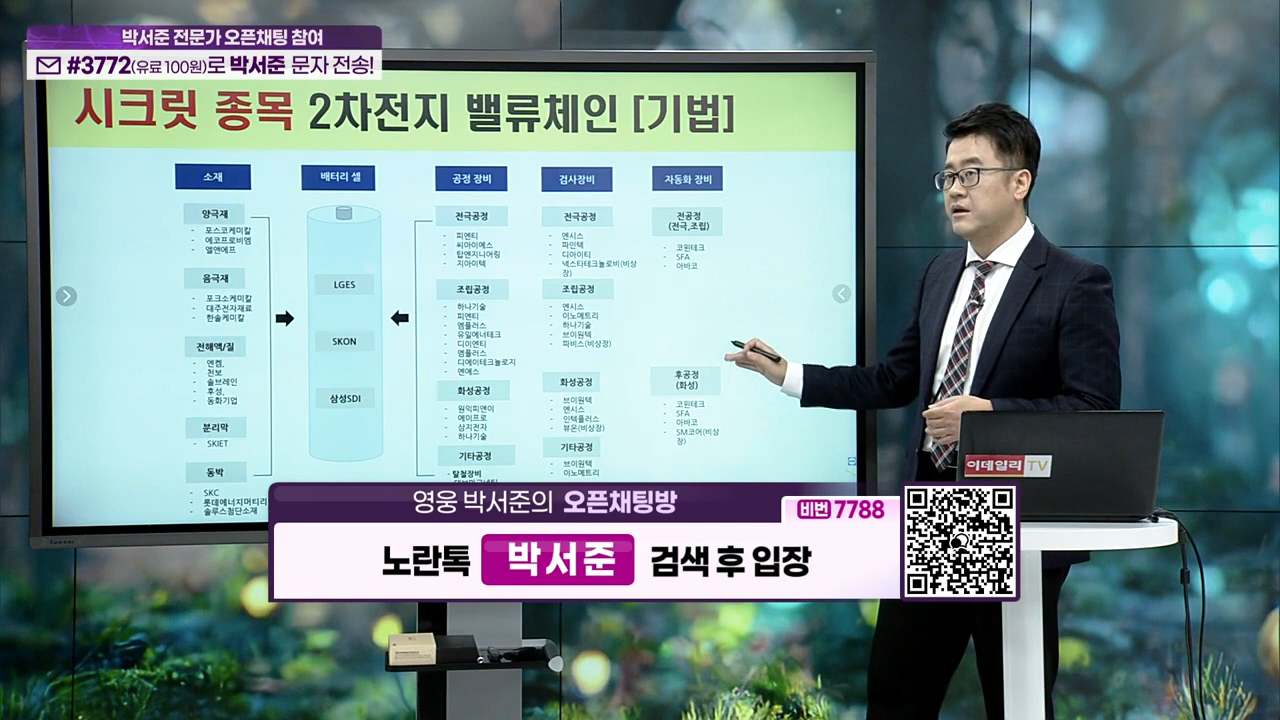 박서준 전문가 오픈채팅 참여
#3772(유료 100원)로 박서준 문자 전송!
시크릿 종목 2차전지 밸류체인 [기법]
소재
양극재
- 포스코케미칼
- 에코프로비엠
- 엘앤에프
음극재
- 포크소케미칼
- 대주전자재료
- 한솔케미칼
전해액/질
- 엔켐,
- 천보
- 솔브레인
- 후성,
- 동화기업
분리막
- SKIET
동박
- SKC
- 롯데에너지머티리
- 솔루스첨단소재
배터리 셀
LGES
SKON
삼성SDI
공정 장비
전극공정
- 피엔티
- 씨아이에스
- 탑엔지니어링
- 지아이텍
조립공정
- 하나기술
- 피엔티
- 엠플러스
- 유일에너테크
- 디이엔티
- 엠플러스
- 디에이테크놀로지
- 엔에스
화성공정
- 원익피앤이
- 에이프로
- 삼지전자
- 하나기술
기타공정
- 탈철장비
검사장비
전극공정
- 엔시스
- 파인텍
- 디아이티
- 넥스타테크놀로비(비상
장)
조립공정
- 엔시스
- 이노메트리
- 하나기술
- 브이원텍
- 파비스(비상장)
화성공정
- 브이원텍
- 엔시스
- 인텍플러스
- 뷰온(비상장)
기타공정
- 브이원텍
- 이노메트리
자동화 장비
전공정
(전극,조립)
- 코윈테크
- SFA
- 아바코
후공정
(화성)
- 코윈테크
- SFA
- 아바코
- SM코어(비상
장)
이데일리 TV
영웅 박서준의 오픈채팅방
비번 7788
노란톡 박서준 검색 후 입장